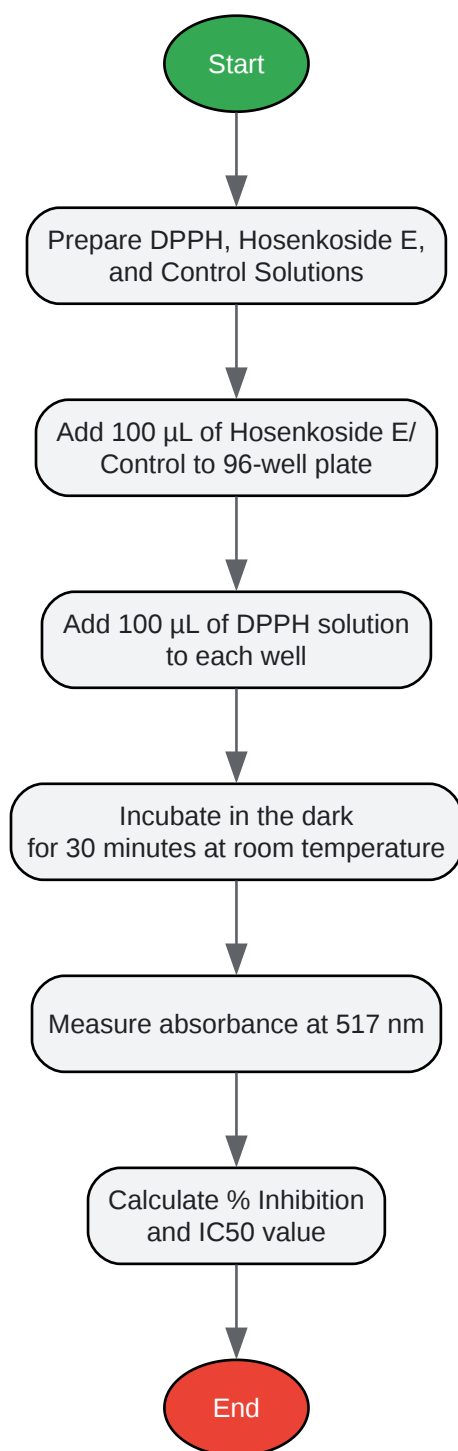 Start
Prepare DPPH, Hosenkoside E,
and Control Solutions
Add 100 µL of Hosenkoside E/
Control to 96-well plate
Add 100 µL of DPPH solution
to each well
Incubate in the dark
for 30 minutes at room temperature
Measure absorbance at 517 nm
Calculate % Inhibition
and IC50 value
End